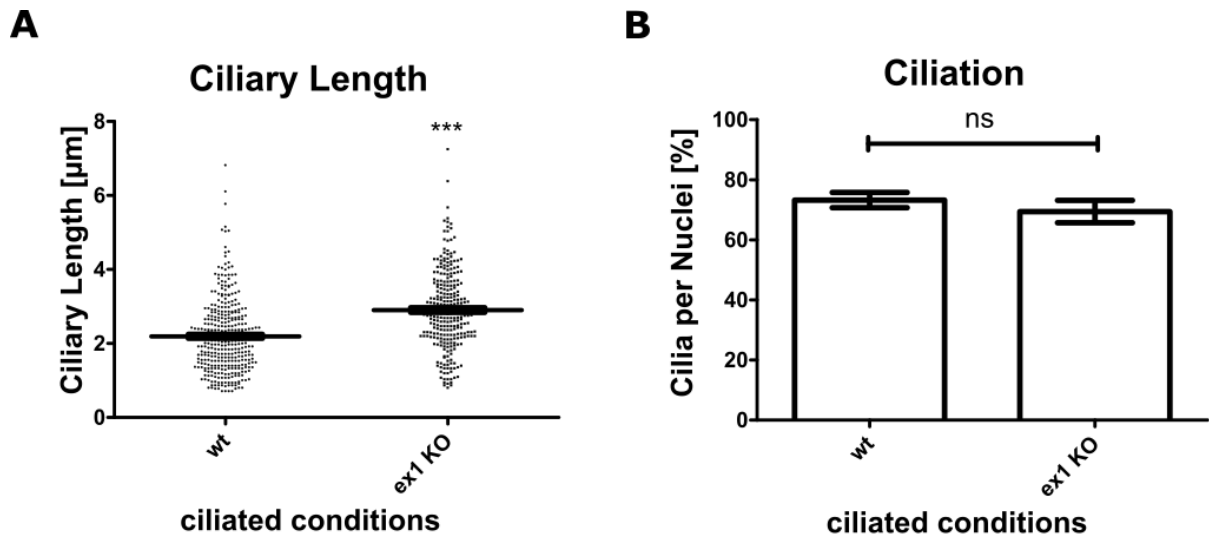 A
Ciliary Length
Ciliary Length [µm]
8
6
4
2
0
***
wt
ex1 KO
ciliated conditions
B
Ciliation
Cilia per Nuclei [%]
100
80
60
40
20
0
ns
wt
ex1 KO
ciliated conditions